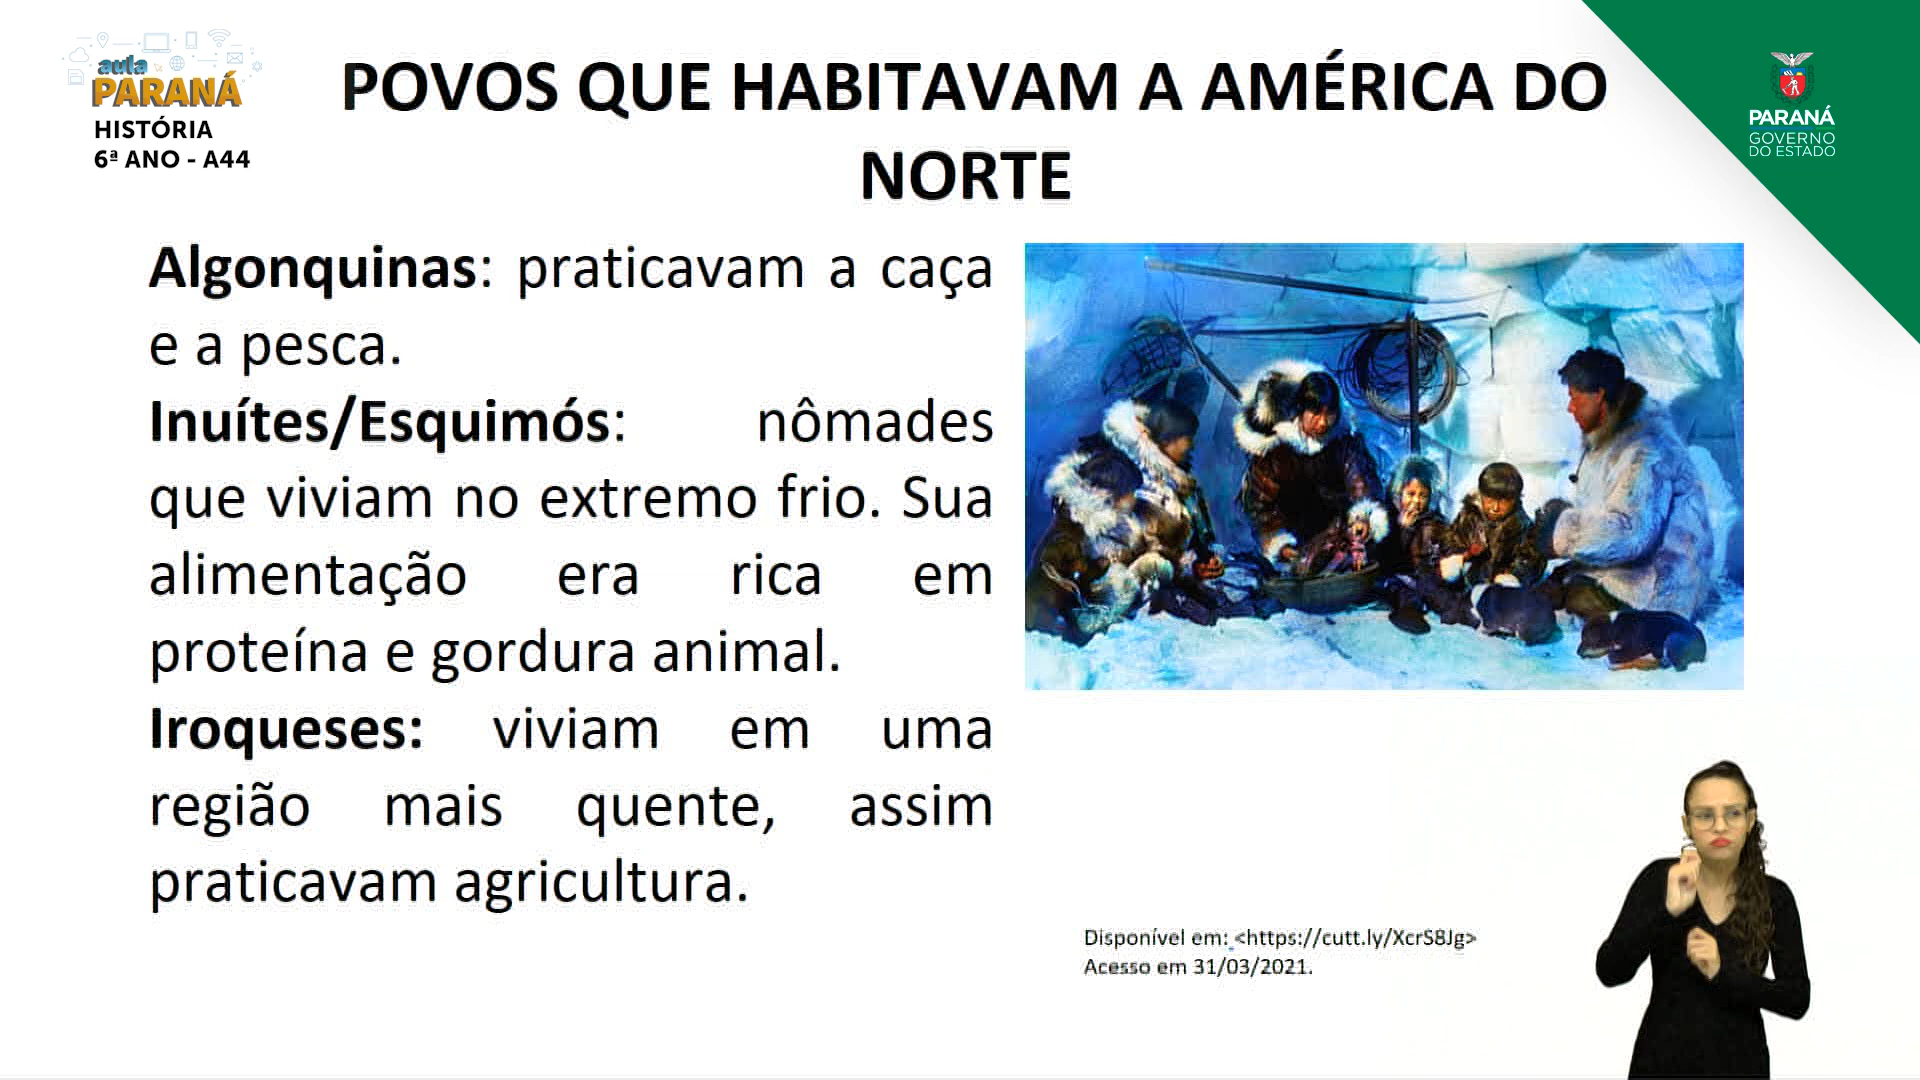 aula
PARANÁ
HISTÓRIA
6ª ANO - A44
POVOS QUE HABITAVAM A AMÉRICA DO
NORTE
PARANÁ
GOVERNO
DO ESTADO
Algonquinas: praticavam a caça
e a pesca.
Inuítes/Esquimós: nômades
que viviam no extremo frio. Sua
alimentação era rica em
proteína e gordura animal.
Iroqueses: viviam em uma
região mais quente, assim
praticavam agricultura.
Disponível em: <https://cutt.ly/XcrS8Jg>
Acesso em 31/03/2021.